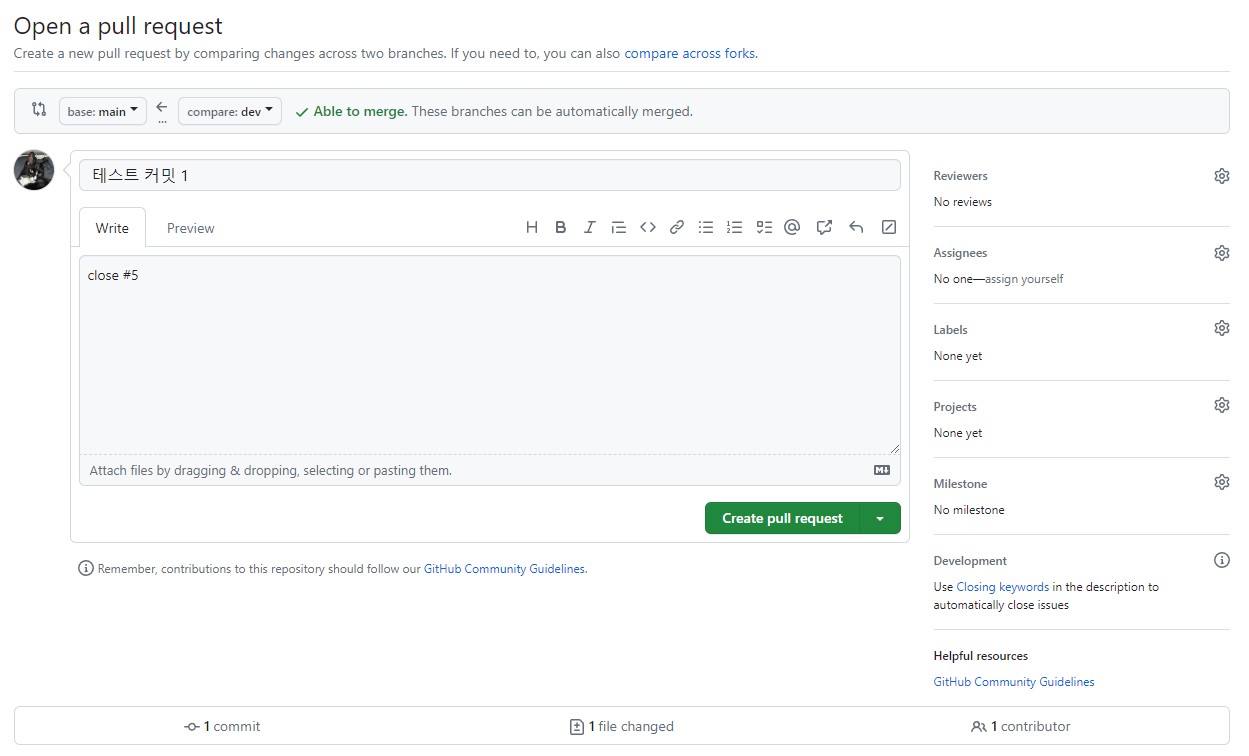 Open a pull request
Create a new pull request by comparing changes across two branches. If you need to, you can also compare across forks.
base: main ← ... compare: dev ✓ Able to merge. These branches can be automatically merged.
테스트 커밋 1
Write Preview
close #5
Attach files by dragging & dropping, selecting or pasting them.
Create pull request
Remember, contributions to this repository should follow our GitHub Community Guidelines.
Reviewers
No reviews
Assignees
No one—assign yourself
Labels
None yet
Projects
None yet
Milestone
No milestone
Development
Use Closing keywords in the description to
automatically close issues
Helpful resources
GitHub Community Guidelines
1 commit 1 file changed 1 contributor